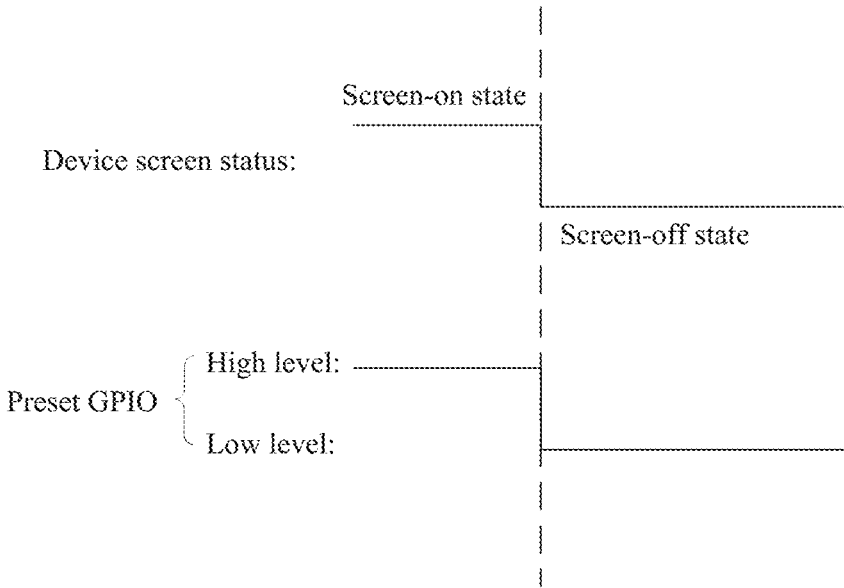 Screen-on state
Device screen status:
Screen-off state
High level:
Preset GPIO
Low level: